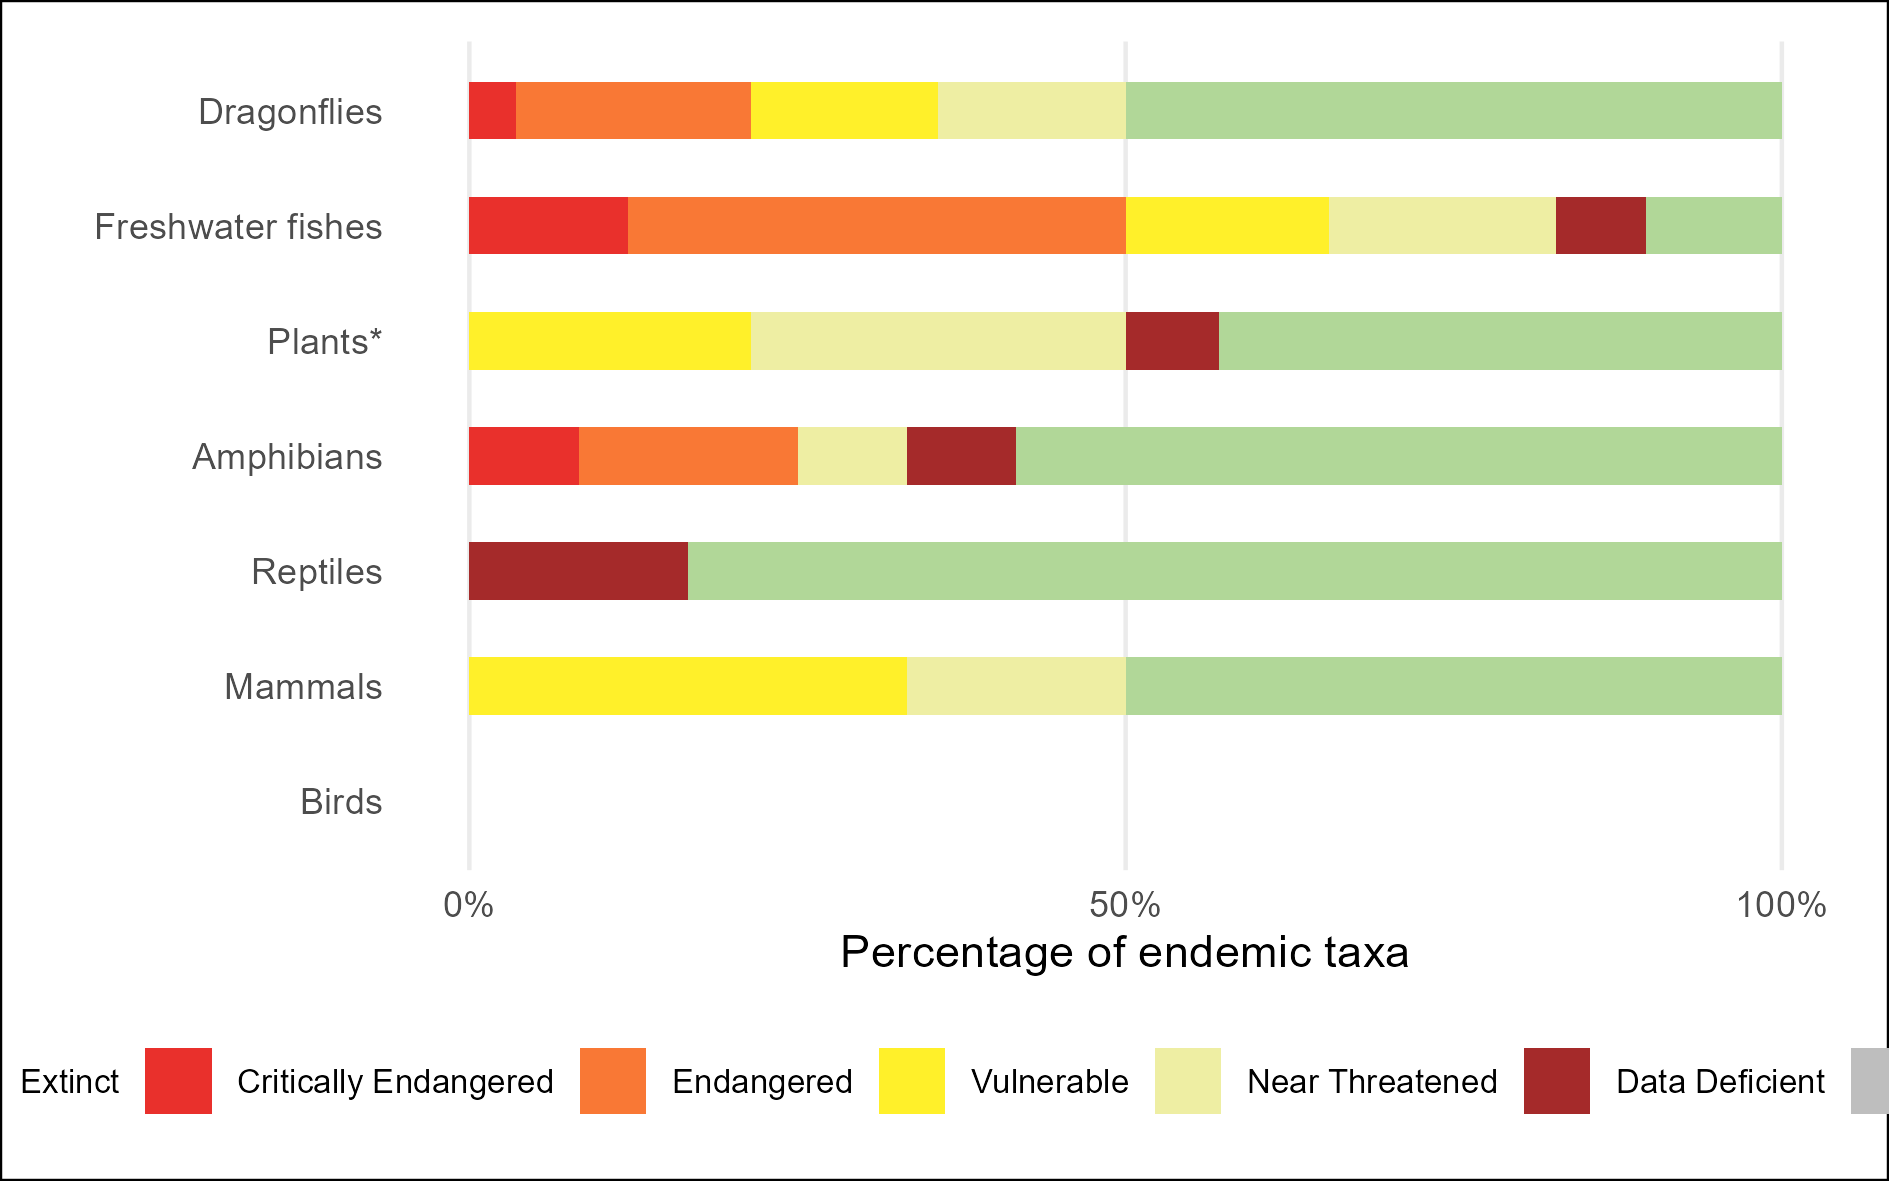 Dragonflies
Freshwater fishes
Plants*
Amphibians
Reptiles
Mammals
Birds
0% 50% 100%
Percentage of endemic taxa
Extinct Critically Endangered Endangered Vulnerable Near Threatened Data Deficient